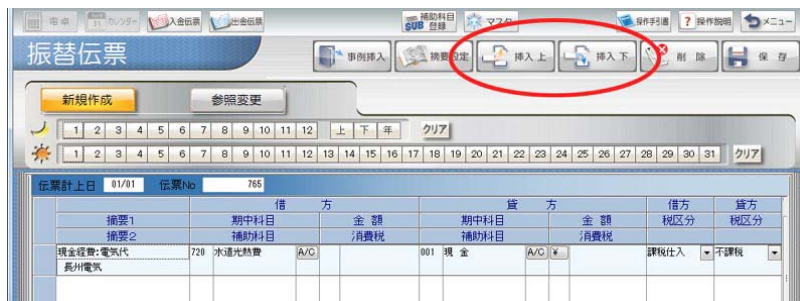 電卓 カレンダー 入金伝票 出金伝票 SUB 補助科目 登録 マスター 操作手引書 ? 操作説明 メニュー
振替伝票 事例挿入 摘要設定 挿入上 挿入下 削除 保存
新規作成 参照変更
1 2 3 4 5 6 7 8 9 10 11 12 上 下 年 クリア
1 2 3 4 5 6 7 8 9 10 11 12 13 14 15 16 17 18 19 20 21 22 23 24 25 26 27 28 29 30 31 クリア
伝票計上日 01/01 伝票No 765
借方 貸方 借方 貸方
摘要1 期中科目 金額 期中科目 金額 税区分 税区分
摘要2 補助科目 消費税 補助科目 消費税
現金経費:電気代 720 水道光熱費 A/C 001 現金 A/C ¥ 課税仕入 不課税
長州電気